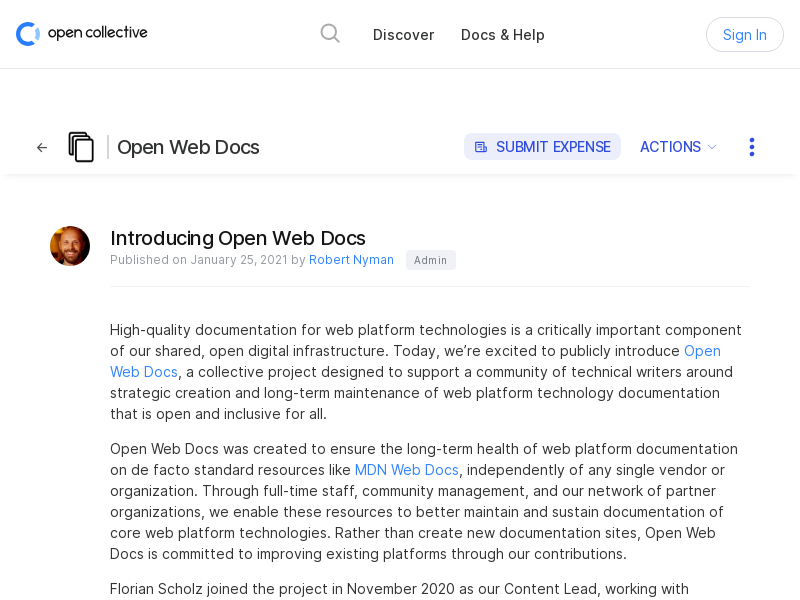 open collective
Discover
Docs & Help
Sign In
Open Web Docs
SUBMIT EXPENSE
ACTIONS
Introducing Open Web Docs
Published on January 25, 2021 by Robert Nyman
Admin
High-quality documentation for web platform technologies is a critically important component
of our shared, open digital infrastructure. Today, we’re excited to publicly introduce Open
Web Docs, a collective project designed to support a community of technical writers around
strategic creation and long-term maintenance of web platform technology documentation
that is open and inclusive for all.
Open Web Docs was created to ensure the long-term health of web platform documentation
on de facto standard resources like MDN Web Docs, independently of any single vendor or
organization. Through full-time staff, community management, and our network of partner
organizations, we enable these resources to better maintain and sustain documentation of
core web platform technologies. Rather than create new documentation sites, Open Web
Docs is committed to improving existing platforms through our contributions.
Florian Scholz joined the project in November 2020 as our Content Lead, working with